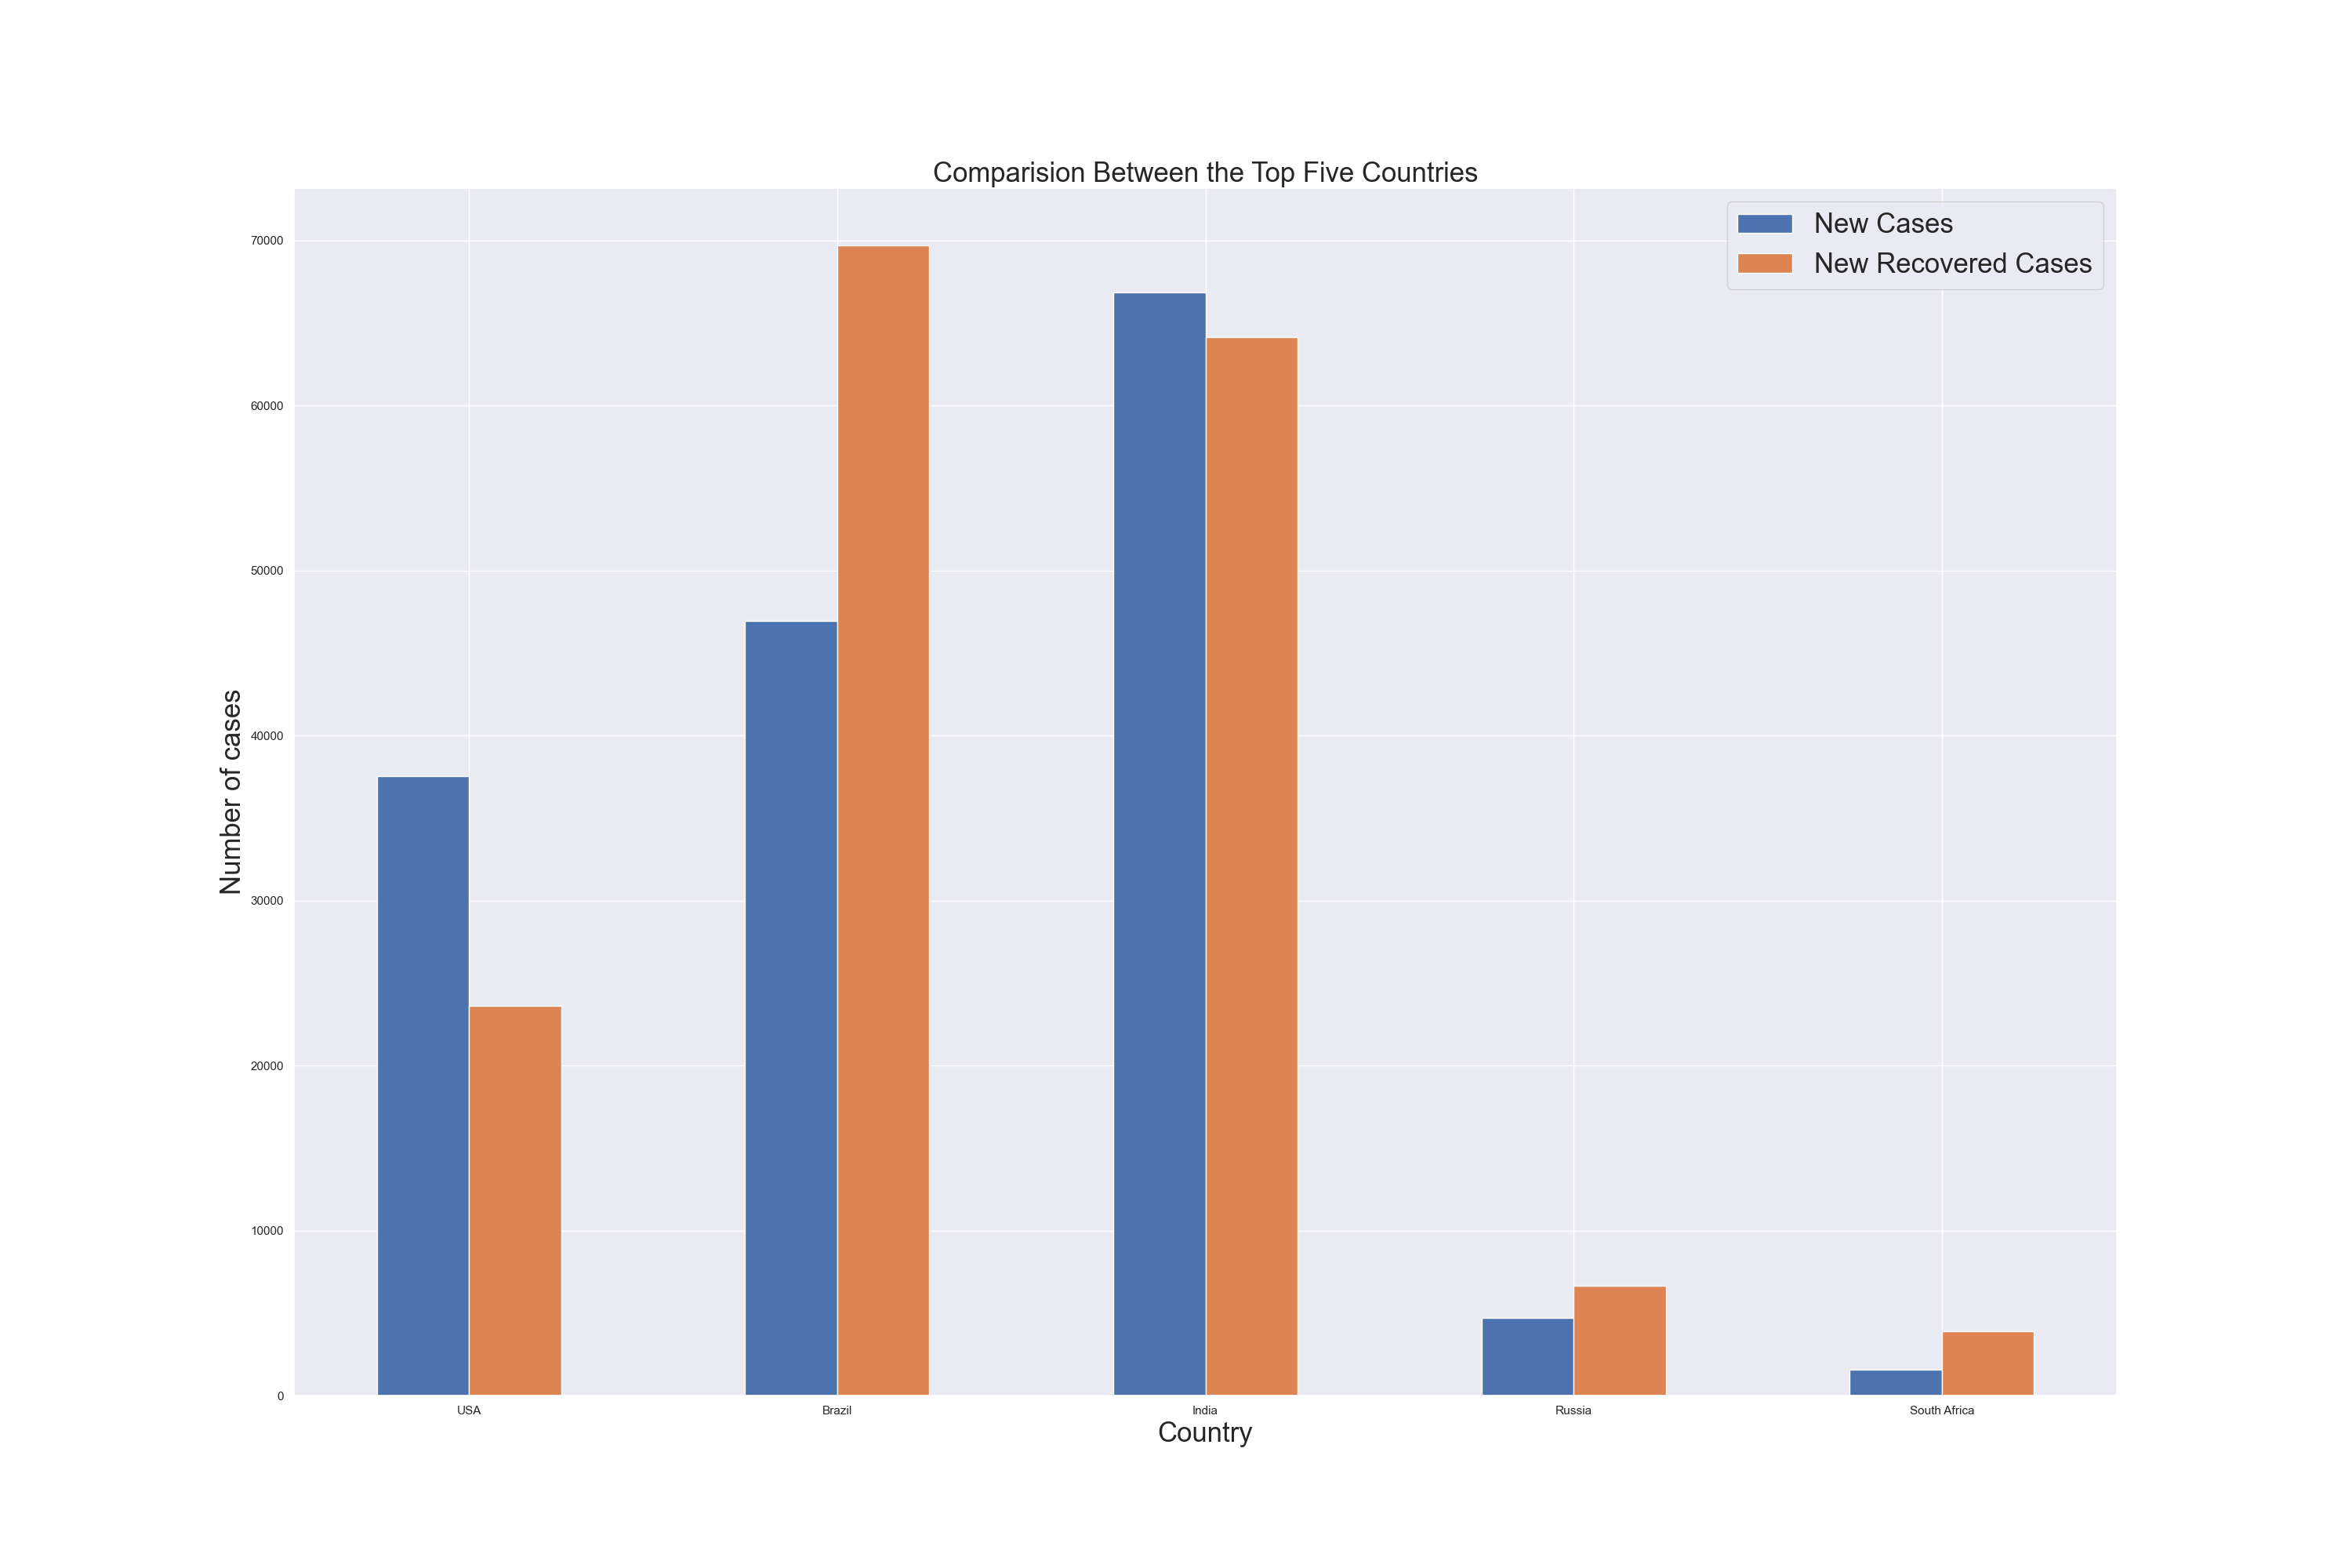 Comparision Between the Top Five Countries
New Cases
New Recovered Cases
Number of cases
70000
60000
50000
40000
30000
20000
10000
0
USA
Brazil
India
Russia
South Africa
Country